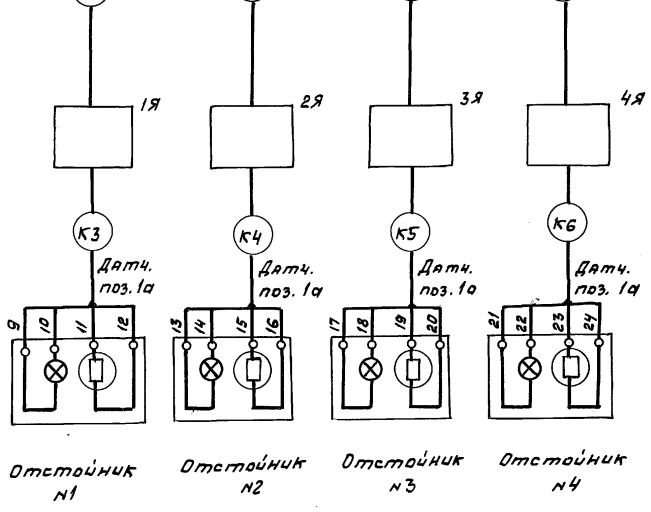 1Я 2Я 3Я 4Я
К3 К4 К5 К6
Датч. Датч. Датч. Датч.
поз. 1а поз. 1а поз. 1а поз. 1а
9 10 11 12 13 14 15 16 17 18 19 20 21 22 23 24
Отстойник Отстойник Отстойник Отстойник
N1 N2 N3 N4